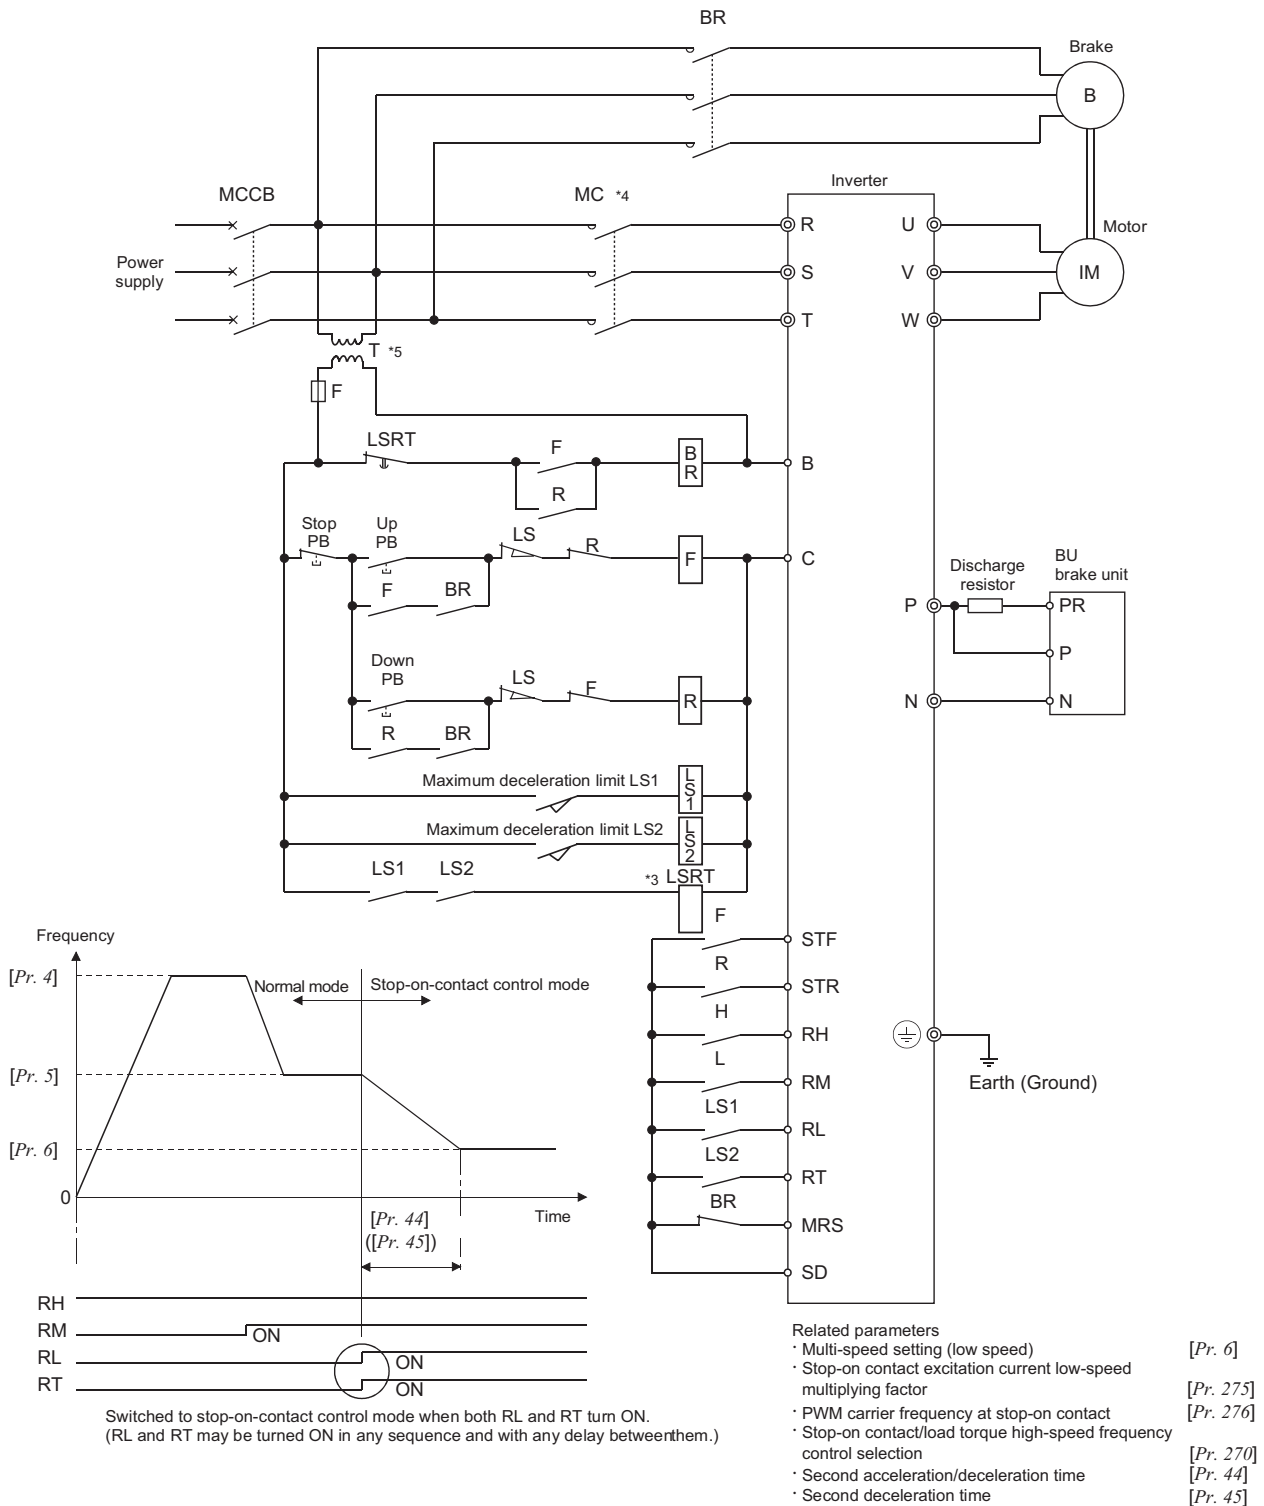 BR
Brake
B
Inverter
MCCB
MC *4
R
U
Motor
Power
supply
S
V
IM
T
W
T *5
F
LSRT
F
B
R
B
R
Stop
PB
Up
PB
LS
R
F
C
F
BR
Discharge
resistor
BU
brake unit
P
PR
P
Down
PB
LS
F
R
N
N
R
BR
Maximum deceleration limit LS1
L
S
1
Maximum deceleration limit LS2
L
S
2
LS1
LS2
*3 LSRT
F
STF
R
STR
H
RH
L
RM
LS1
RL
LS2
RT
BR
MRS
SD
Earth (Ground)
Frequency
[Pr. 4]
Normal mode
Stop-on-contact control mode
[Pr. 5]
[Pr. 6]
0
Time
[Pr. 44]
([Pr. 45])
RH
RM
ON
RL
ON
RT
ON
Switched to stop-on-contact control mode when both RL and RT turn ON.
(RL and RT may be turned ON in any sequence and with any delay betweenthem.)
Related parameters
· Multi-speed setting (low speed) [Pr. 6]
· Stop-on contact excitation current low-speed
multiplying factor [Pr. 275]
· PWM carrier frequency at stop-on contact [Pr. 276]
· Stop-on contact/load torque high-speed frequency
control selection [Pr. 270]
· Second acceleration/deceleration time [Pr. 44]
· Second deceleration time [Pr. 45]